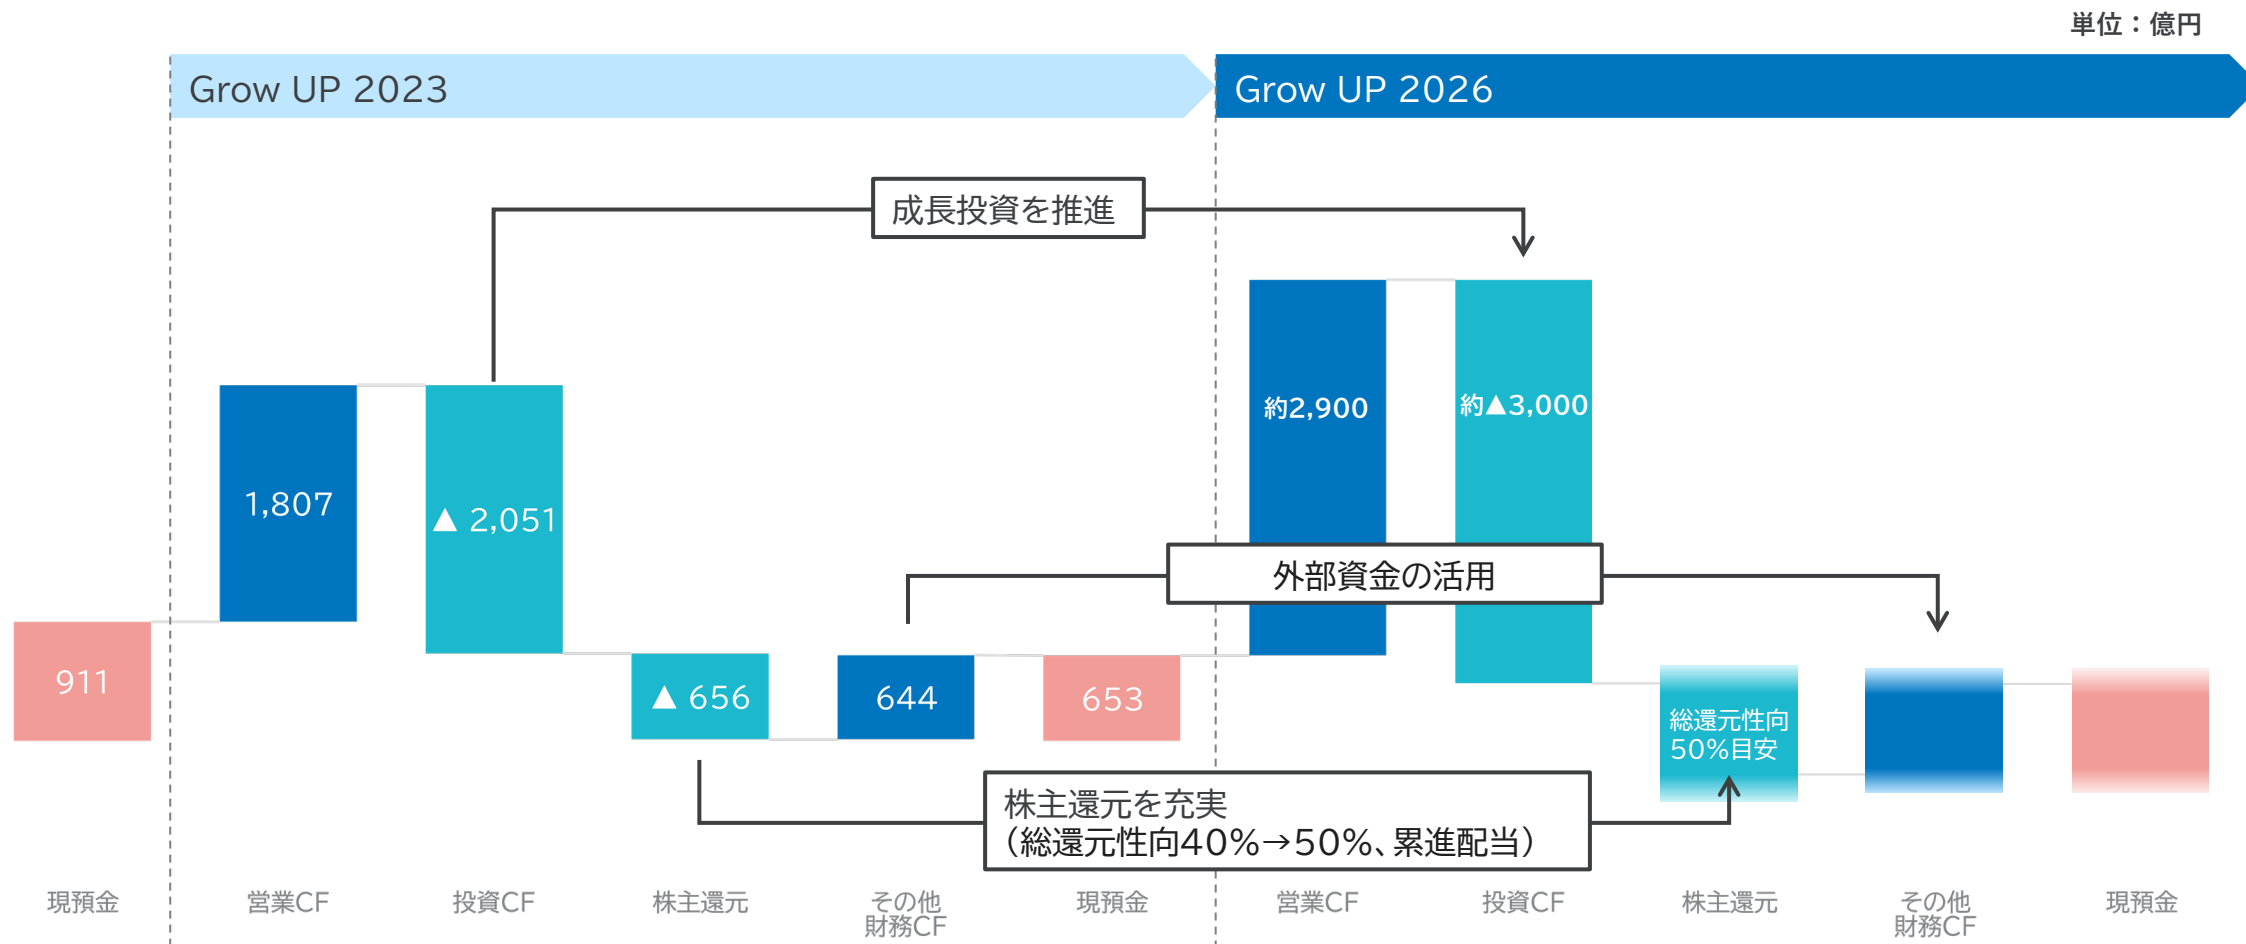 単位：億円
Grow UP 2023
Grow UP 2026
成長投資を推進
約2,900
約▲3,000
1,807
▲ 2,051
外部資金の活用
911
▲ 656
644
653
総還元性向
50%目安
株主還元を充実
（総還元性向40%→50%、累進配当）
現預金
営業CF
投資CF
株主還元
その他
財務CF
現預金
営業CF
投資CF
株主還元
その他
財務CF
現預金